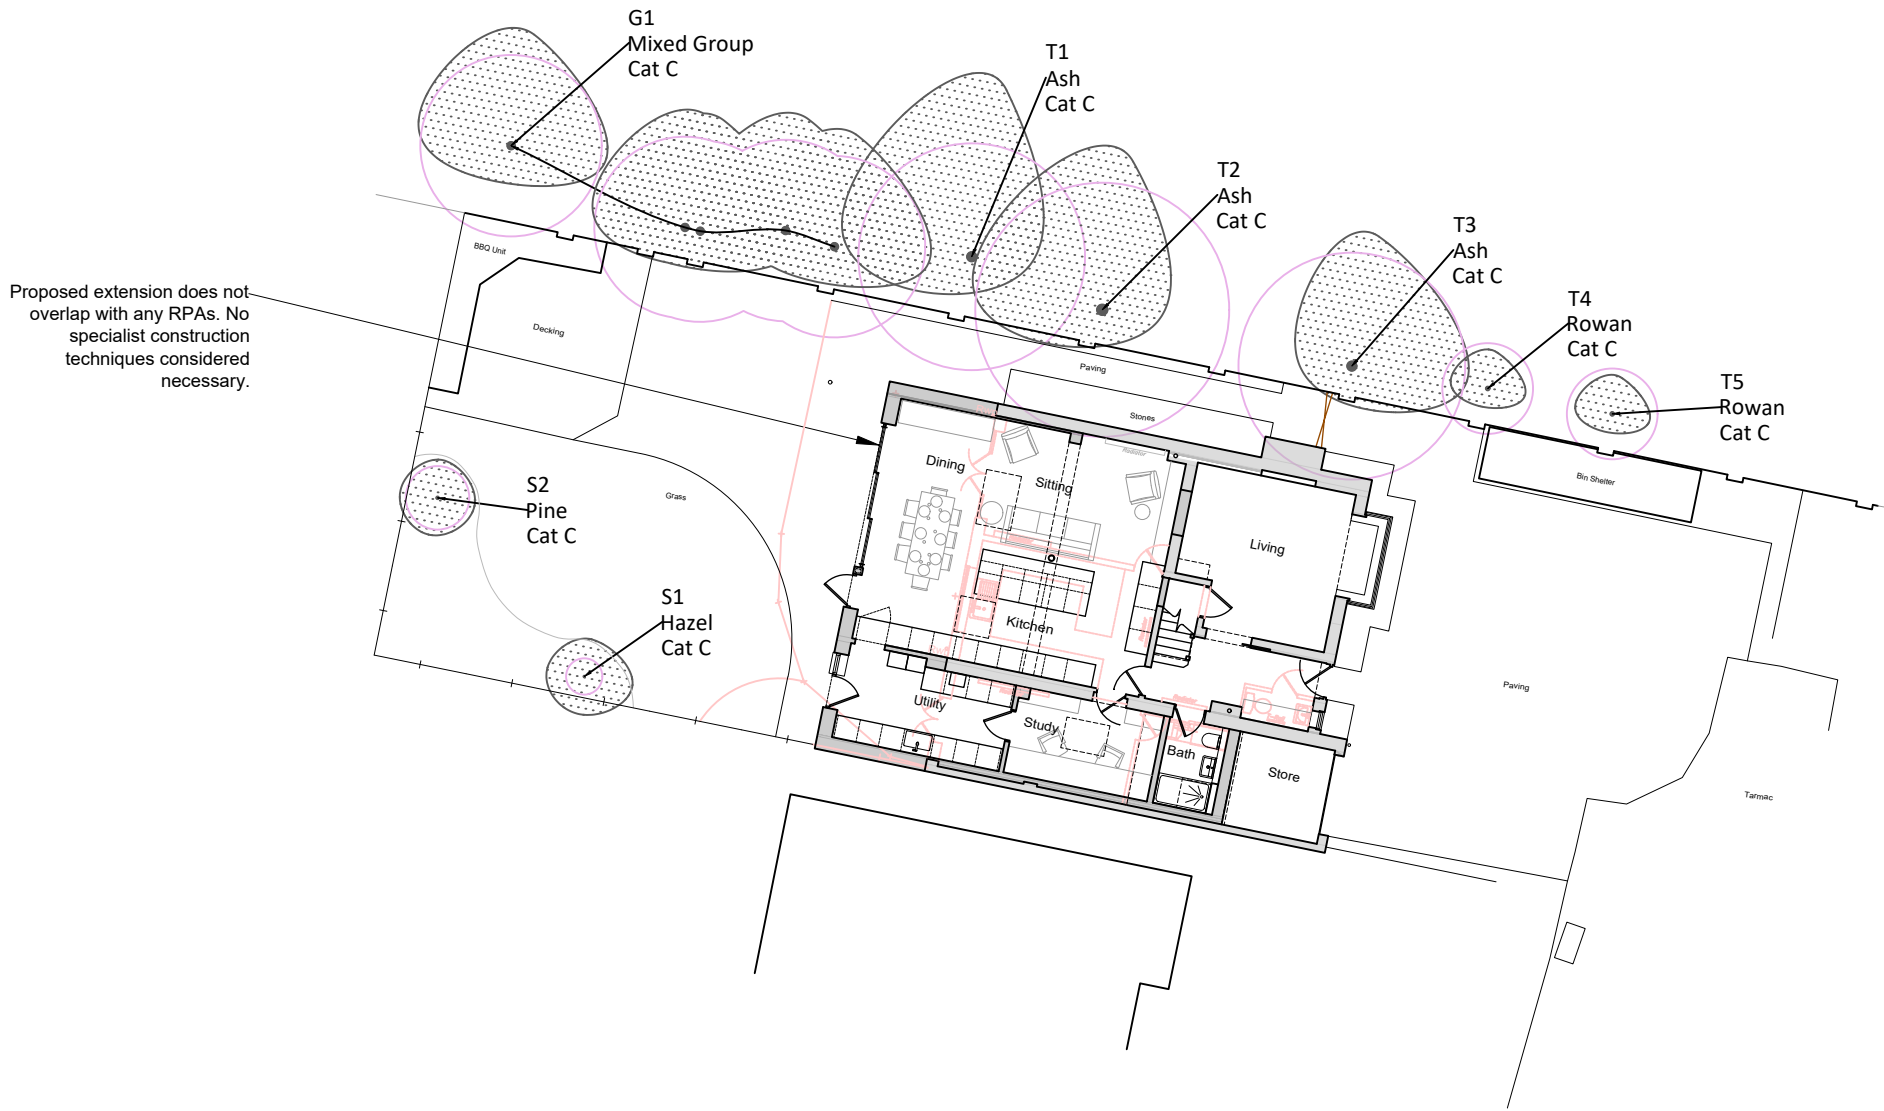 G1
Mixed Group
Cat C
T1
Ash
Cat C
T2
Ash
Cat C
T3
Ash
Cat C
T4
Rowan
Cat C
T5
Rowan
Cat C
BBQ Unit
Decking
Proposed extension does not
overlap with any RPAs. No
specialist construction
techniques considered
necessary.
Paving
Stones
Radiator
Dining
Sitting
Grass
S2
Pine
Cat C
Bin Shelter
Living
S1
Hazel
Cat C
Kitchen
Paving
Utility
Study
Bath
Store
Tarmac